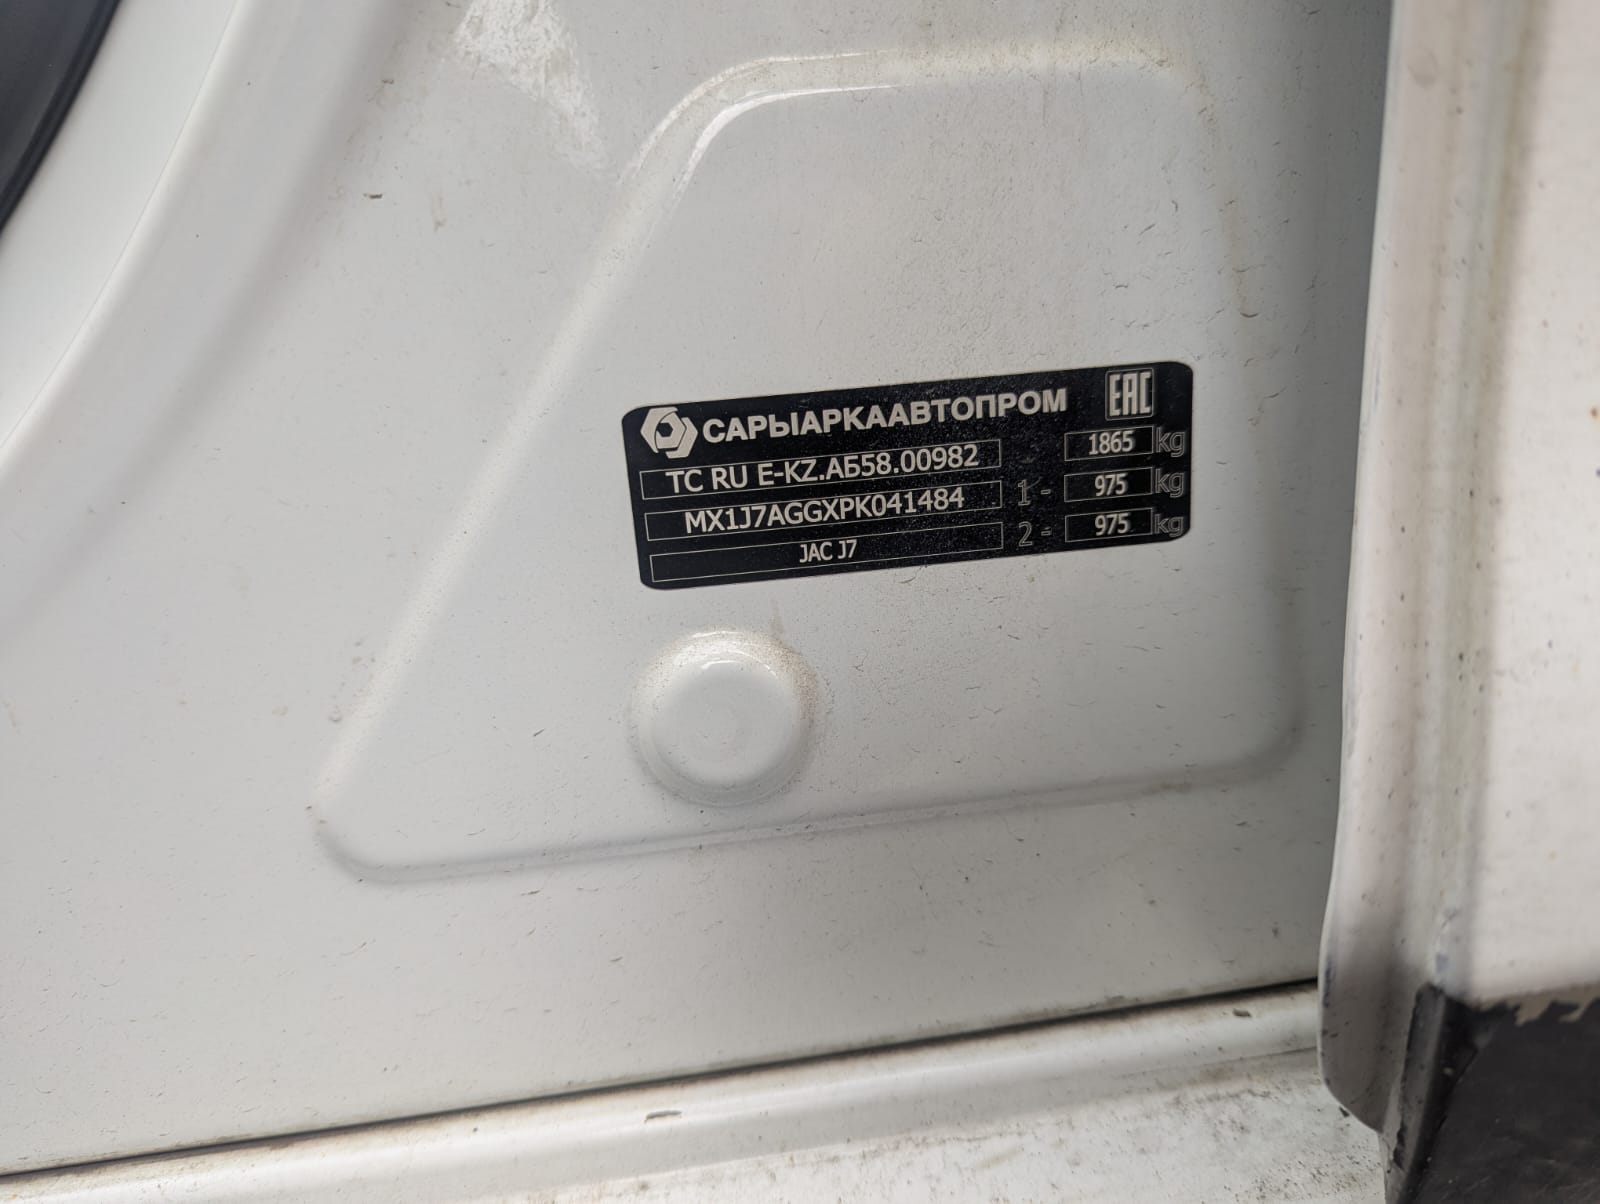 САРЫАРКААВТОПРОМ EAC
TC RU E-KZ.АБ58.00982 1865 kg
MX1J7AGGXPK041484 1 - 975 kg
JAC J7 2 - 975 kg